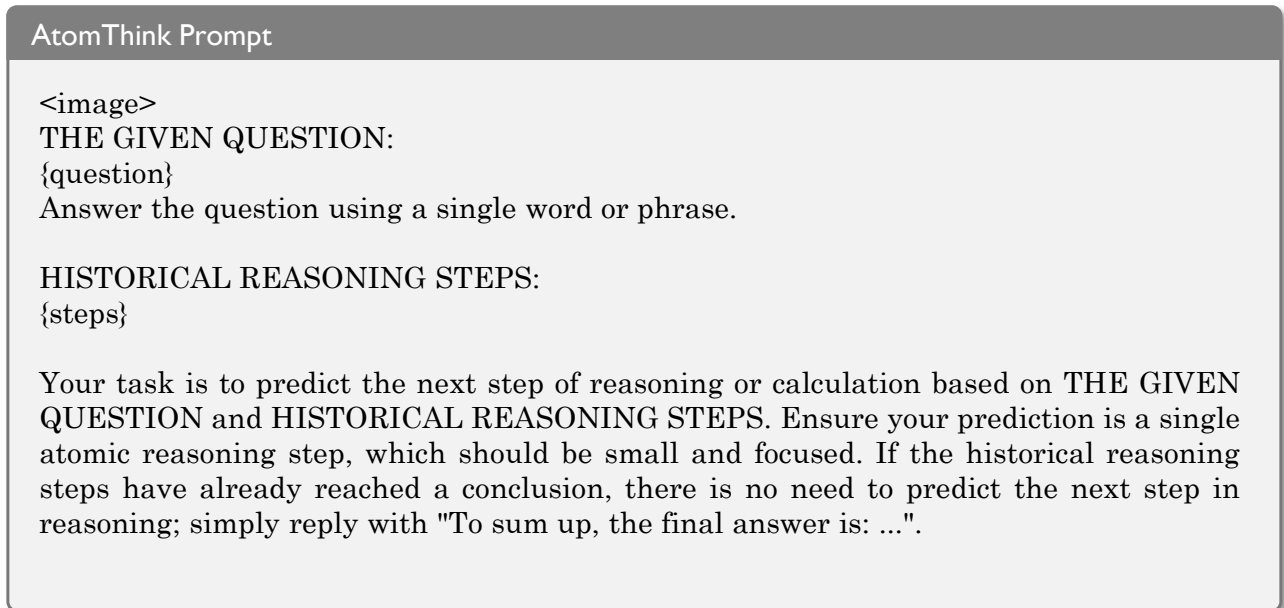 AtomThink Prompt
<image>
THE GIVEN QUESTION:
{question}
Answer the question using a single word or phrase.
HISTORICAL REASONING STEPS:
{steps}
Your task is to predict the next step of reasoning or calculation based on THE GIVEN
QUESTION and HISTORICAL REASONING STEPS. Ensure your prediction is a single
atomic reasoning step, which should be small and focused. If the historical reasoning
steps have already reached a conclusion, there is no need to predict the next step in
reasoning; simply reply with "To sum up, the final answer is: ...".